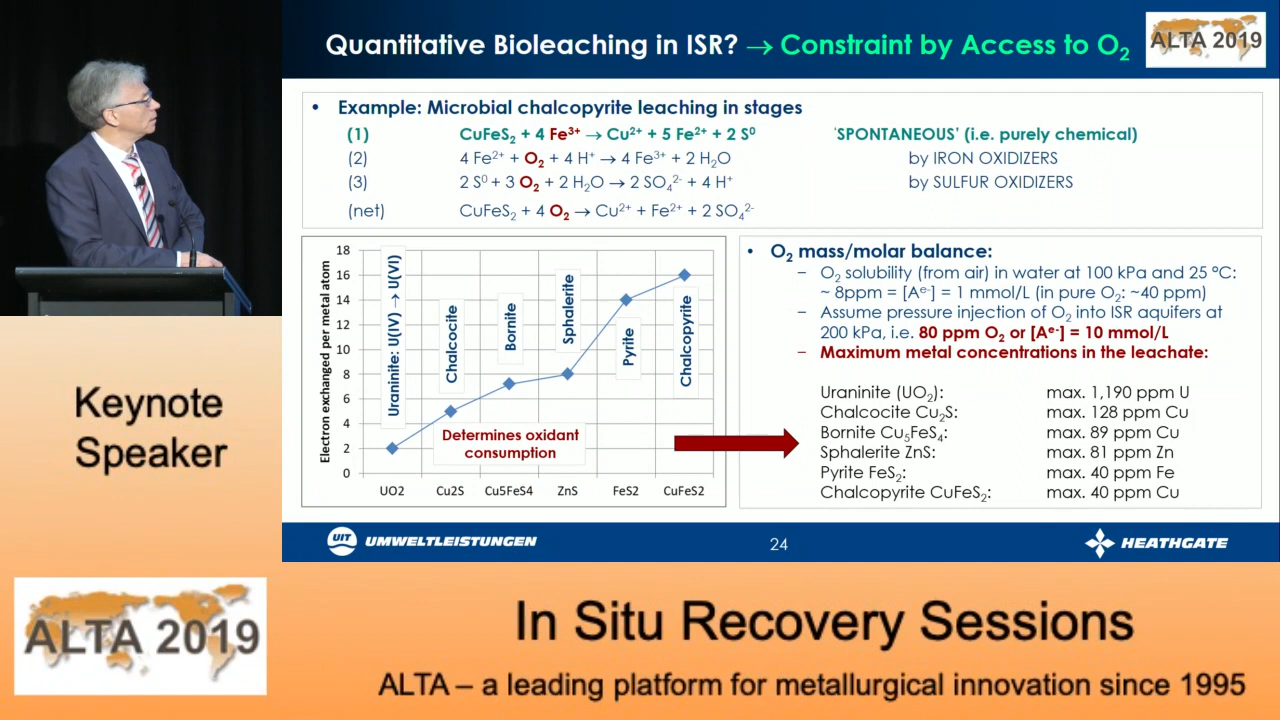 Quantitative Bioleaching in ISR? → Constraint by Access to O₂
ALTA 2019
• Example: Microbial chalcopyrite leaching in stages
(1) CuFeS₂ + 4 Fe³⁺ → Cu²⁺ + 5 Fe²⁺ + 2 S⁰ 'SPONTANEOUS' (i.e. purely chemical)
(2) 4 Fe²⁺ + O₂ + 4 H⁺ → 4 Fe³⁺ + 2 H₂O by IRON OXIDIZERS
(3) 2 S⁰ + 3 O₂ + 2 H₂O → 2 SO₄²⁻ + 4 H⁺ by SULFUR OXIDIZERS
(net) CuFeS₂ + 4 O₂ → Cu²⁺ + Fe²⁺ + 2 SO₄²⁻
Electron exchanged per metal atom
18
16
14
12
10
8
6
4
2
0
Uraninite: U(IV) → U(VI)
Chalcocite
Bornite
Sphalerite
Pyrite
Chalcopyrite
Determines oxidant
consumption
UO2 Cu2S Cu5FeS4 ZnS FeS2 CuFeS2
• O₂ mass/molar balance:
– O₂ solubility (from air) in water at 100 kPa and 25 °C:
~ 8ppm = [Aᵉ⁻] = 1 mmol/L (in pure O₂: ~40 ppm)
– Assume pressure injection of O₂ into ISR aquifers at
200 kPa, i.e. 80 ppm O₂ or [Aᵉ⁻] = 10 mmol/L
– Maximum metal concentrations in the leachate:
Uraninite (UO₂): max. 1,190 ppm U
Chalcocite Cu₂S: max. 128 ppm Cu
Bornite Cu₅FeS₄: max. 89 ppm Cu
Sphalerite ZnS: max. 81 ppm Zn
Pyrite FeS₂: max. 40 ppm Fe
Chalcopyrite CuFeS₂: max. 40 ppm Cu
UIT UMWELTLEISTUNGEN
24
HEATHGATE
Keynote
Speaker
ALTA 2019
In Situ Recovery Sessions
ALTA – a leading platform for metallurgical innovation since 1995